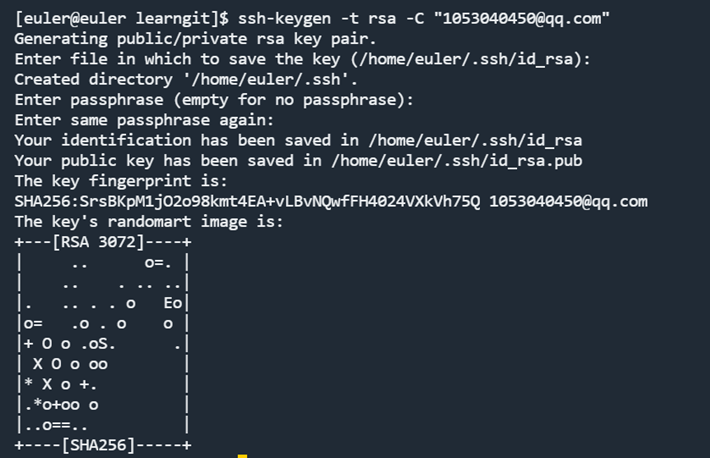 [euler@euler learngit]$ ssh-keygen -t rsa -C "1053040450@qq.com"
Generating public/private rsa key pair.
Enter file in which to save the key (/home/euler/.ssh/id_rsa):
Created directory '/home/euler/.ssh'.
Enter passphrase (empty for no passphrase):
Enter same passphrase again:
Your identification has been saved in /home/euler/.ssh/id_rsa
Your public key has been saved in /home/euler/.ssh/id_rsa.pub
The key fingerprint is:
SHA256:SrsBKpM1jO2o98kmt4EA+vLBvNQwfFH4024VXkVh75Q 1053040450@qq.com
The key's randomart image is:
+---[RSA 3072]----+
|     ..      o=. |
|    ..    . .. ..|
|.   .. . . o   Eo|
|o=   .o . o    o |
|+ O o .oS.      .|
| X O o oo        |
|* X o +.         |
|.*o+oo o         |
|..o==..          |
+----[SHA256]-----+